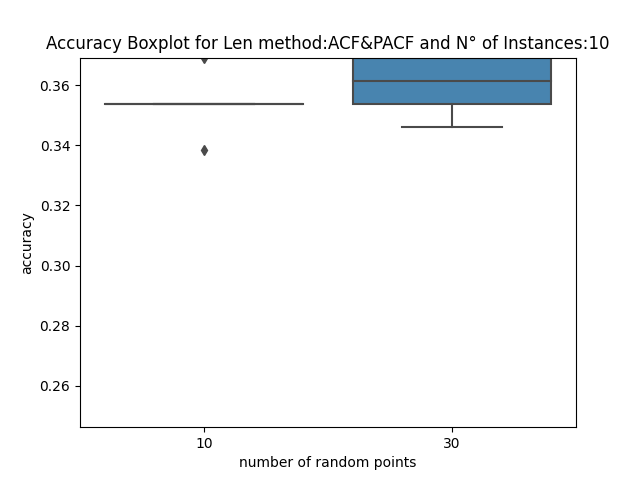 Accuracy Boxplot for Len method:ACF&PACF and N° of Instances:10
0.36
0.34
0.32
0.30
0.28
0.26
accuracy
10 30
number of random points